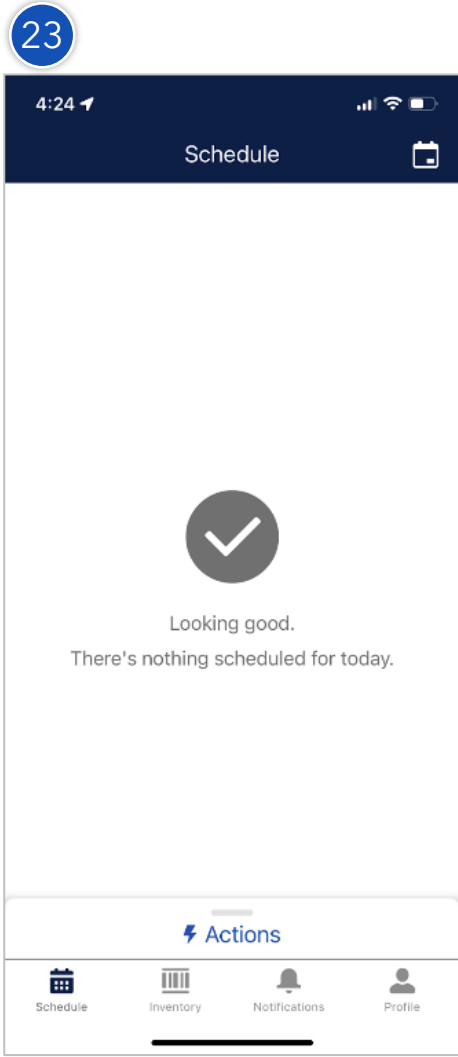 23
4:24
Schedule
Looking good.
There's nothing scheduled for today.
Actions
Schedule
Inventory
Notifications
Profile